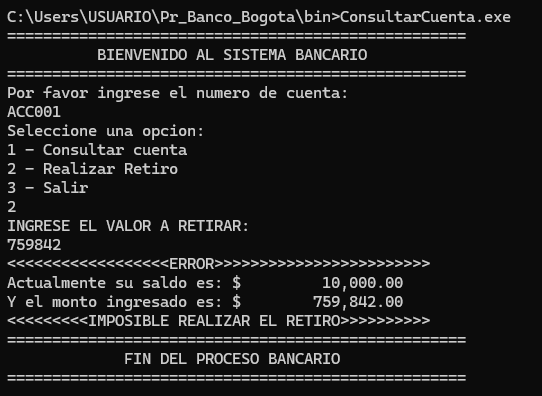 C:\Users\USUARIO\Pr_Banco_Bogota\bin>ConsultarCuenta.exe
===================================================
          BIENVENIDO AL SISTEMA BANCARIO
===================================================
Por favor ingrese el numero de cuenta:
ACC001
Seleccione una opcion:
1 - Consultar cuenta
2 - Realizar Retiro
3 - Salir
2
INGRESE EL VALOR A RETIRAR:
759842
<<<<<<<<<<<<<<<<<<ERROR>>>>>>>>>>>>>>>>>>>>>>>>
Actualmente su saldo es: $         10,000.00
Y el monto ingresado es: $        759,842.00
<<<<<<<<<IMPOSIBLE REALIZAR EL RETIRO>>>>>>>>>>
===================================================
             FIN DEL PROCESO BANCARIO
===================================================